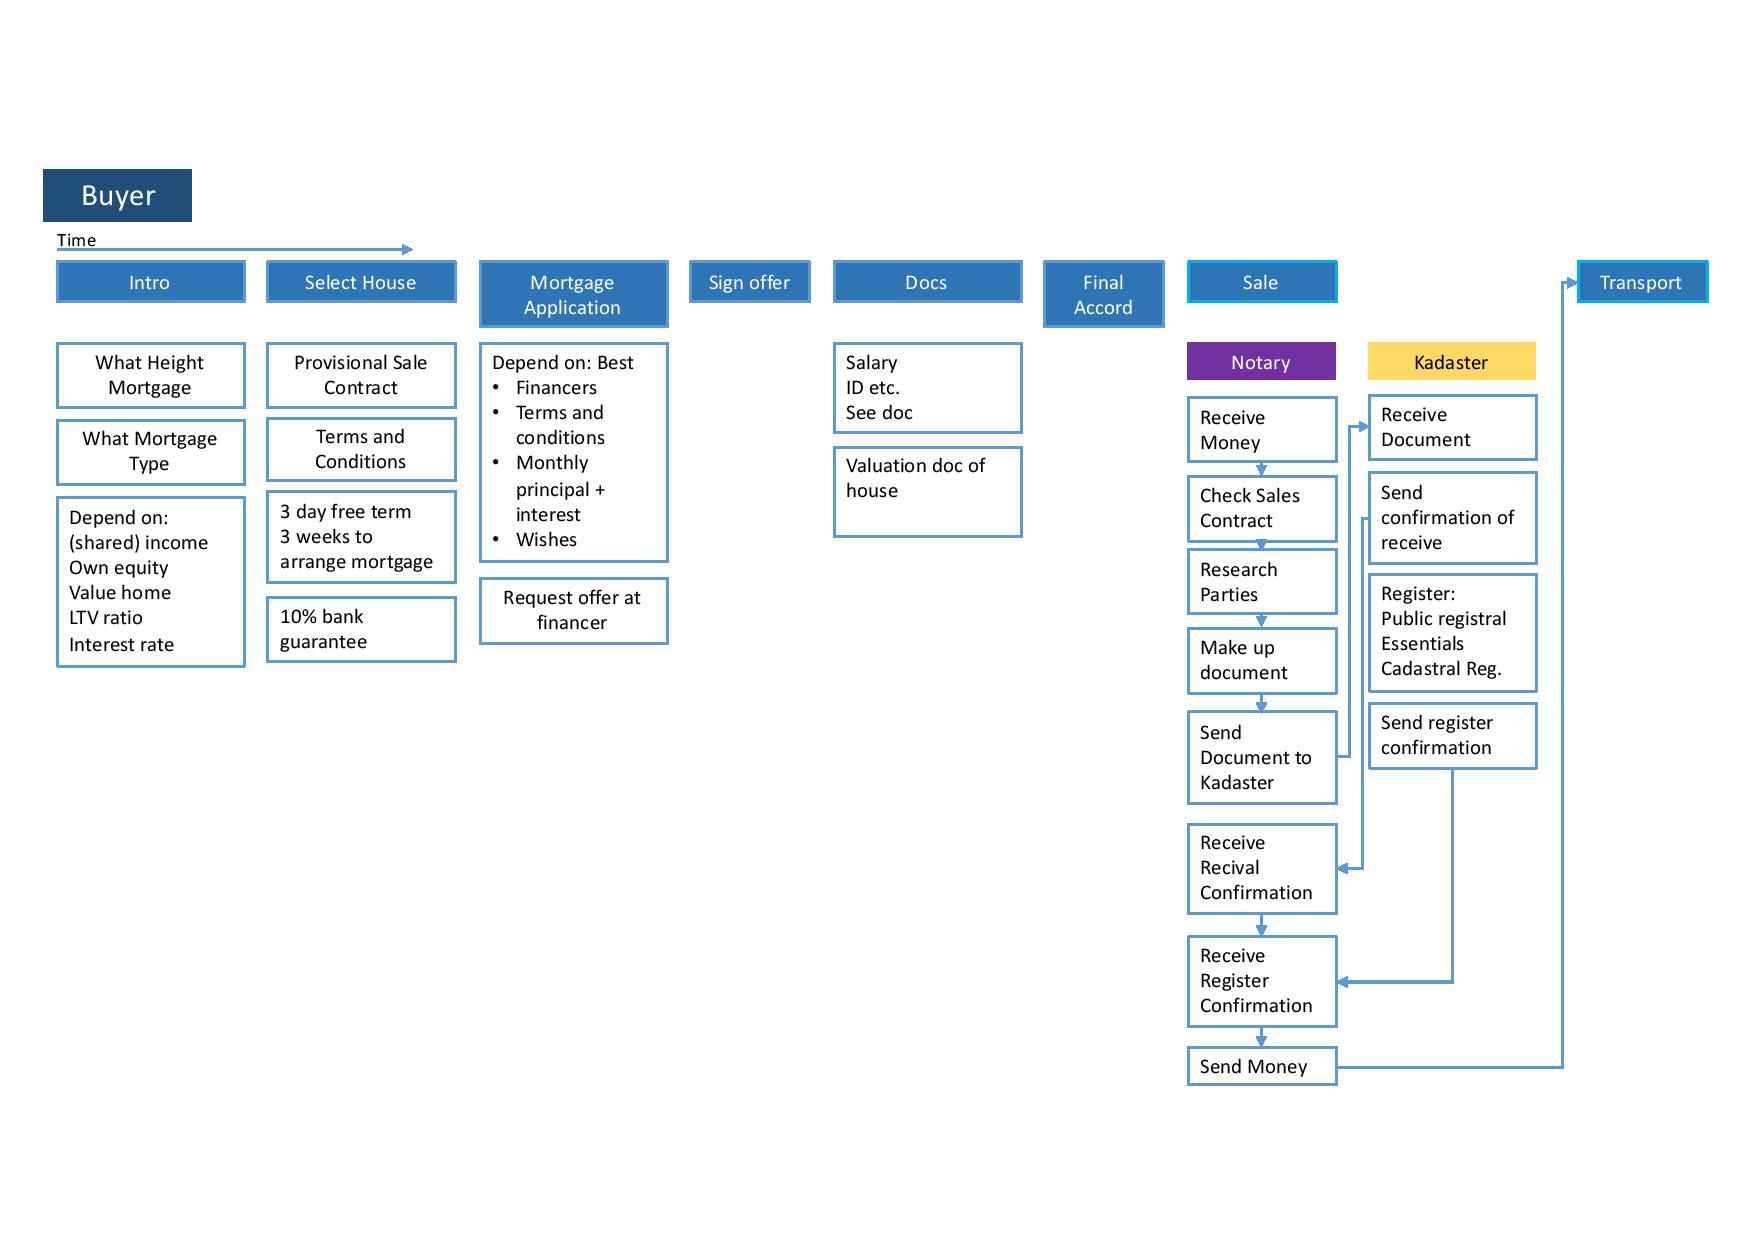 Buyer
Time
Intro
Select House
Mortgage
Application
Sign offer
Docs
Final
Accord
Sale
Transport
What Height
Mortgage
What Mortgage
Type
Depend on:
(shared) income
Own equity
Value home
LTV ratio
Interest rate
Provisional Sale
Contract
Terms and
Conditions
3 day free term
3 weeks to
arrange mortgage
10% bank
guarantee
Depend on: Best
• Financers
• Terms and
conditions
• Monthly
principal +
interest
• Wishes
Request offer at
financer
Salary
ID etc.
See doc
Valuation doc of
house
Notary
Receive
Money
Check Sales
Contract
Research
Parties
Make up
document
Send
Document to
Kadaster
Receive
Recival
Confirmation
Receive
Register
Confirmation
Send Money
Kadaster
Receive
Document
Send
confirmation of
receive
Register:
Public registral
Essentials
Cadastral Reg.
Send register
confirmation